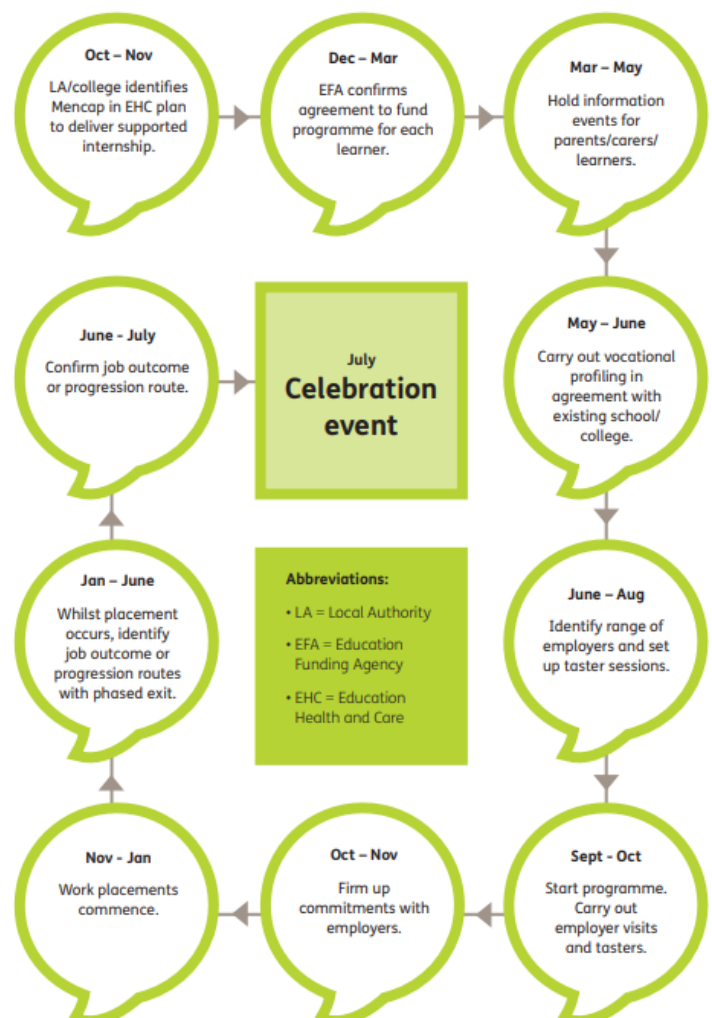 Oct – Nov
LA/college identifies
Mencap in EHC plan
to deliver supported
internship.
Dec – Mar
EFA confirms
agreement to fund
programme for each
learner.
Mar – May
Hold information
events for
parents/carers/
learners.
May – June
Carry out vocational
profiling in
agreement with
existing school/
college.
June – Aug
Identify range of
employers and set
up taster sessions.
Sept - Oct
Start programme.
Carry out
employer visits
and tasters.
Oct – Nov
Firm up
commitments with
employers.
Nov - Jan
Work placements
commence.
Jan – June
Whilst placement
occurs, identify
job outcome or
progression routes
with phased exit.
June - July
Confirm job outcome
or progression route.
July
Celebration
event
Abbreviations:
• LA = Local Authority
• EFA = Education
Funding Agency
• EHC = Education
Health and Care